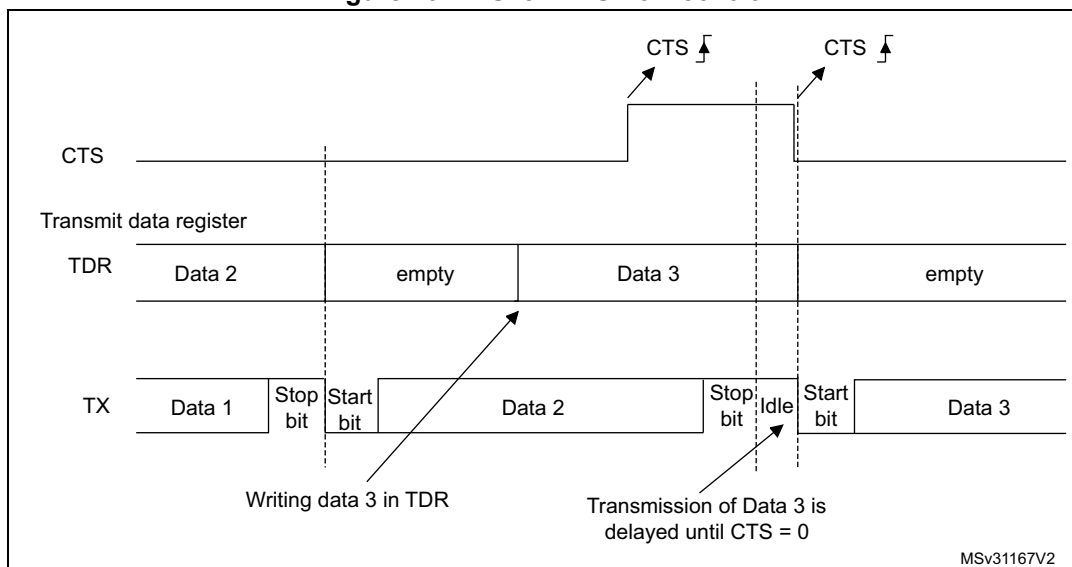 CTS CTS
CTS
Transmit data register
TDR Data 2 empty Data 3 empty
TX Data 1 Stop bit Start bit Data 2 Stop bit Idle Start bit Data 3
Writing data 3 in TDR
Transmission of Data 3 is
delayed until CTS = 0
MSv31167V2